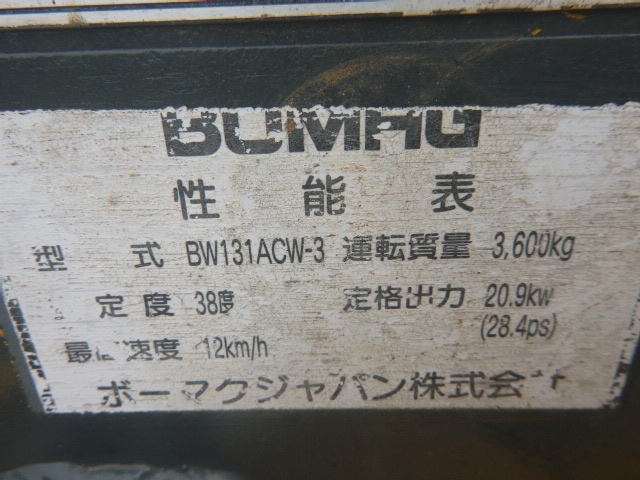 BOMAG
性能表
型式 BW131ACW-3 運転質量 3,600kg
定度 38度 定格出力 20.9kw
(28.4ps)
速度 12km/h
ボーマクジャパン株式会